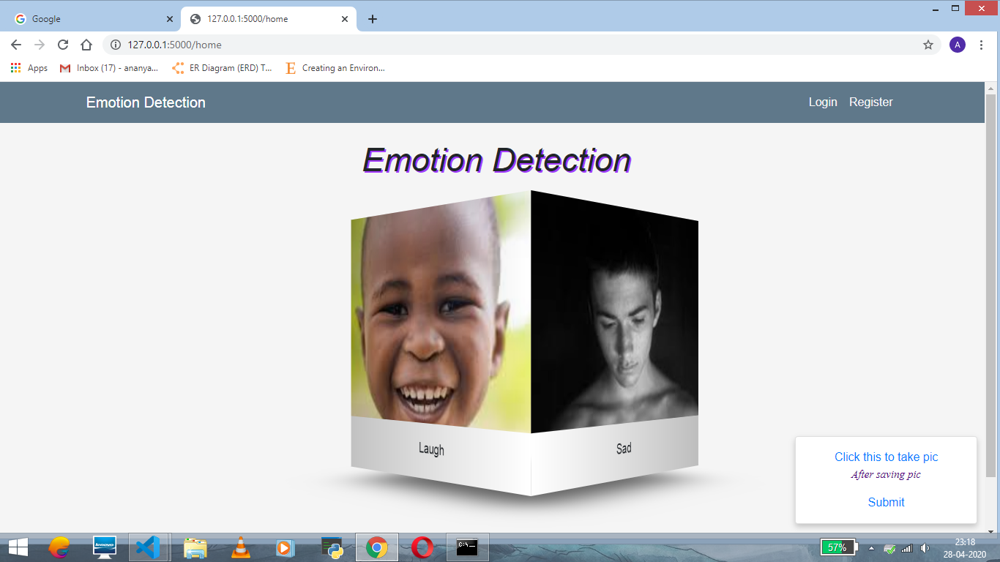 Google
127.0.0.1:5000/home
127.0.0.1:5000/home
A
Apps
Inbox (17) - ananya...
ER Diagram (ERD) T...
E
Creating an Environ...
Emotion Detection
Login
Register
Emotion Detection
Laugh
Sad
Click this to take pic
After saving pic
Submit
lenovo
C:\_
57%
23:18
28-04-2020